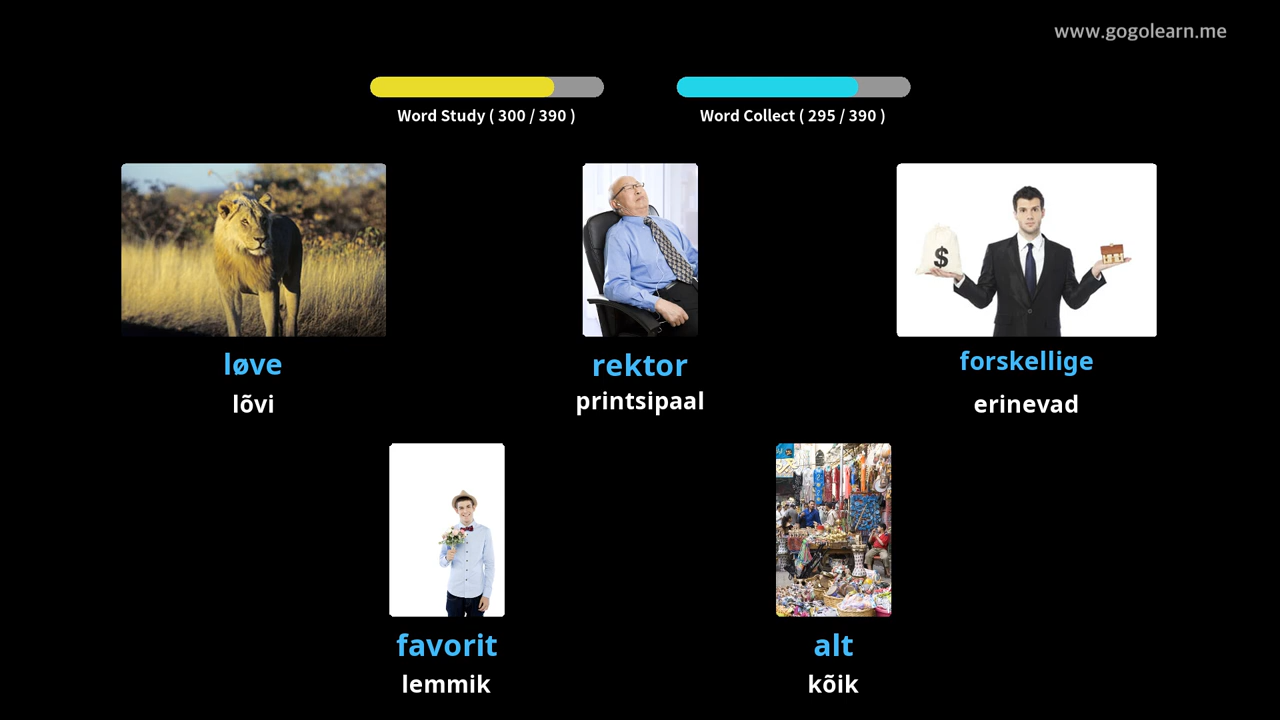 www.gogolearn.me
Word Study ( 300 / 390 )
Word Collect ( 295 / 390 )
$
løve
lõvi
rektor
printsipaal
forskellige
erinevad
favorit
lemmik
alt
kõik